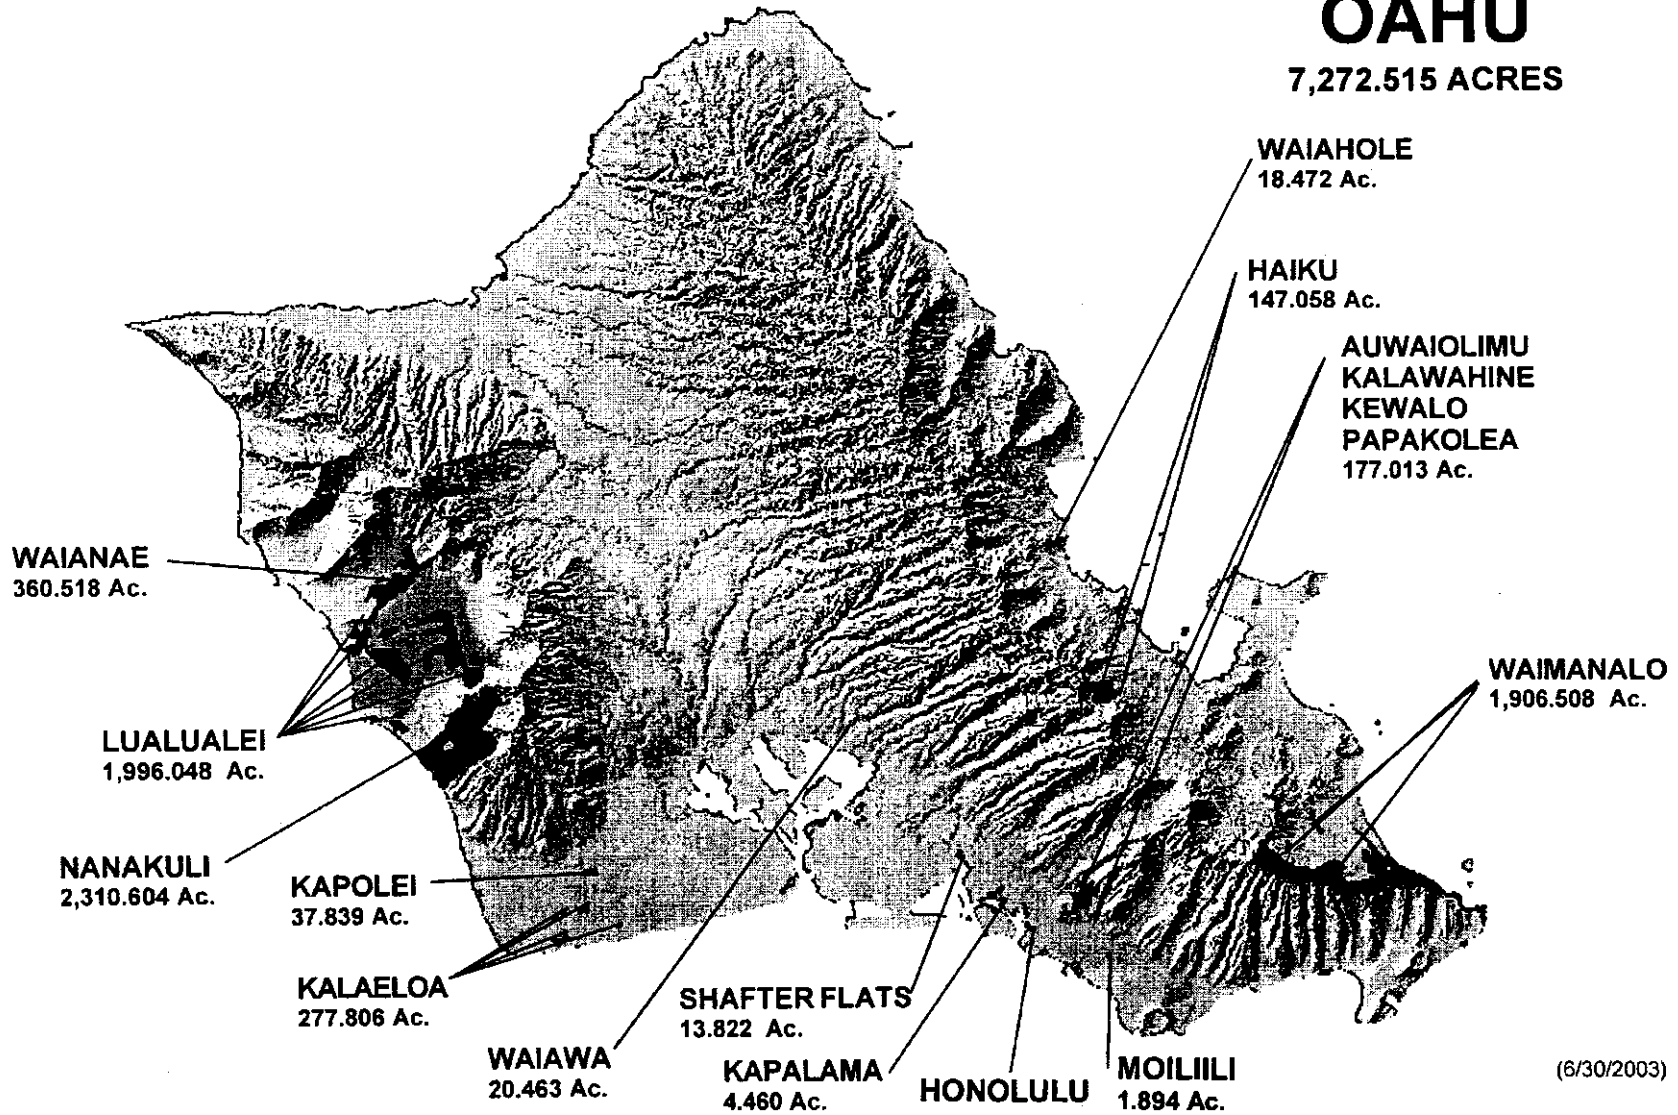 OAHU
7,272.515 ACRES
WAIAHOLE
18.472 Ac.
HAIKU
147.058 Ac.
AUWAIOLIMU
KALAWAHINE
KEWALO
PAPAKOLEA
177.013 Ac.
WAIANAE
360.518 Ac.
WAIMANALO
1,906.508 Ac.
LUALUALEI
1,996.048 Ac.
NANAKULI
2,310.604 Ac.
KAPOLEI
37.839 Ac.
KALAELOA
277.806 Ac.
SHAFTER FLATS
13.822 Ac.
WAIAWA
20.463 Ac.
KAPALAMA
4.460 Ac.
HONOLULU
MOILIILI
1.894 Ac.
(6/30/2003)